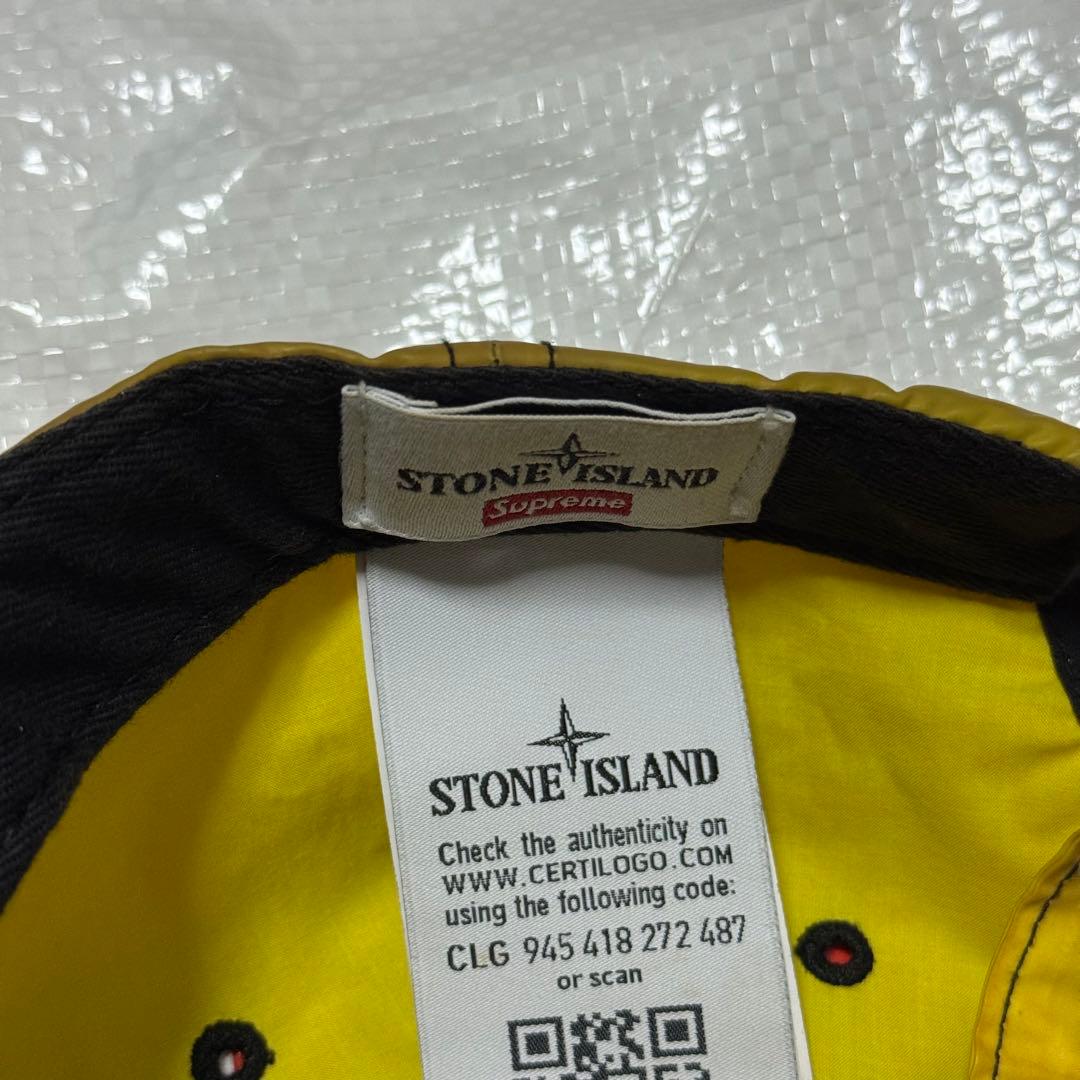 STONE ISLAND
Supreme
STONE ISLAND
Check the authenticity on
WWW.CERTILOGO.COM
using the following code:
CLG 945 418 272 487
or scan